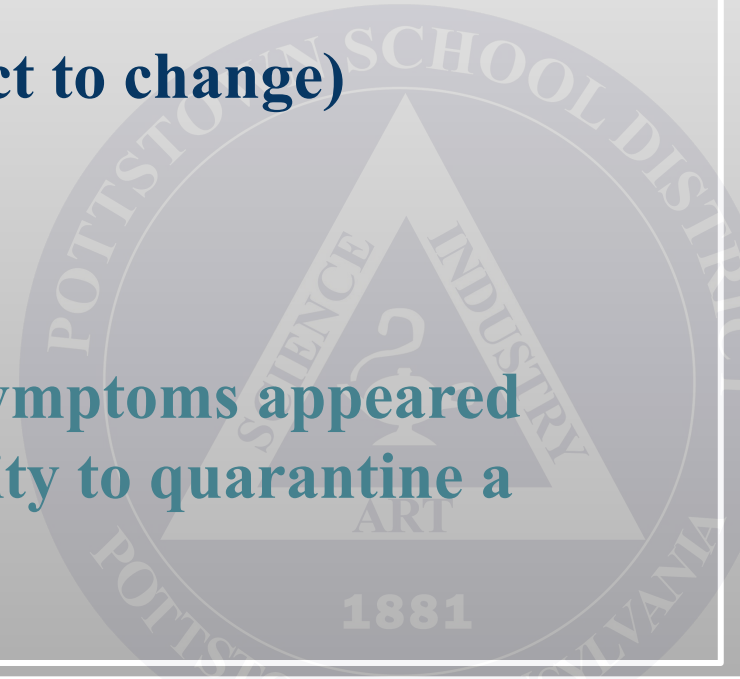 ct to change)
POTTSTOWN SCHOOL DISTRICT
SCIENCE
INDUSTRY
ymptoms appeared
ity to quarantine a
ART
1881